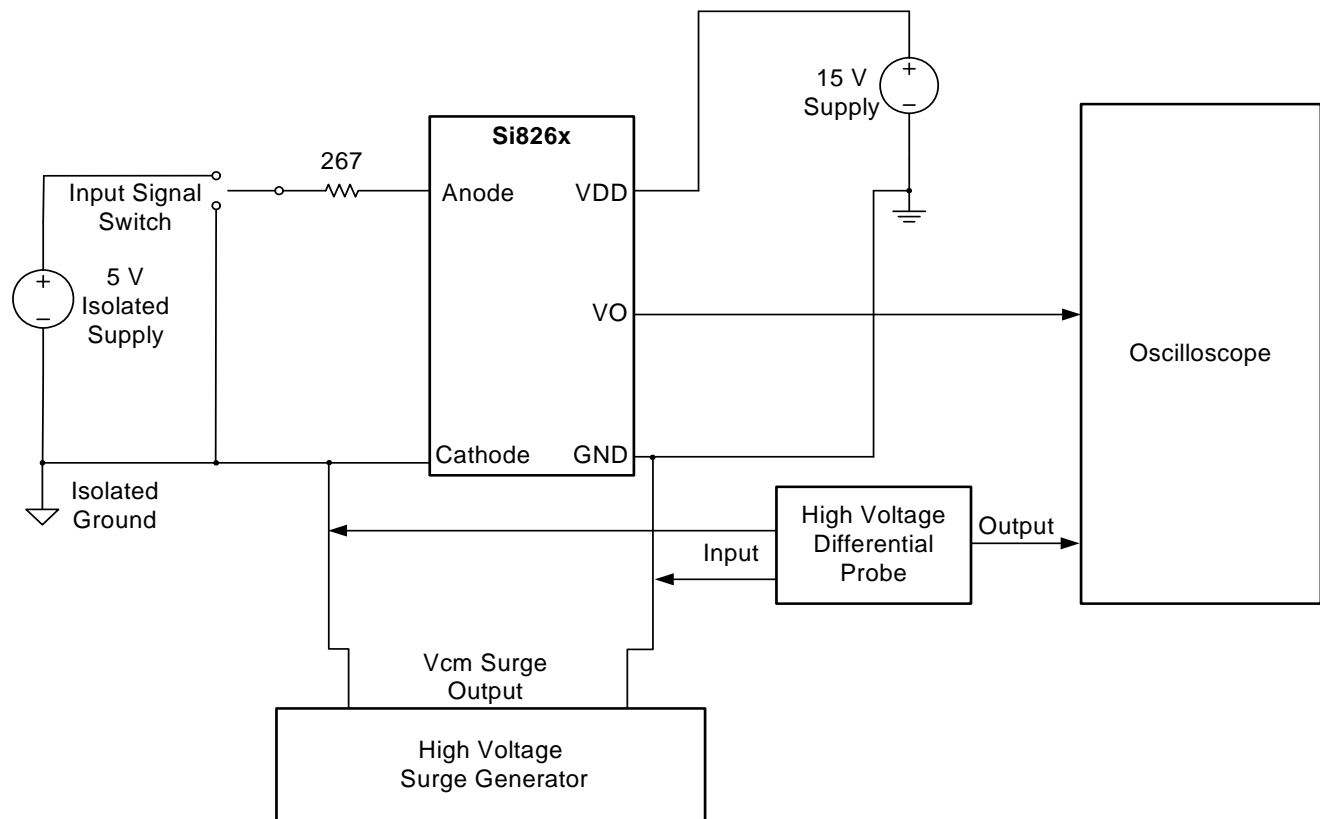 15 V
Supply
Si826x
267
Input Signal
Switch
Anode
VDD
+
−
5 V
Isolated
Supply
+
−
VO
Oscilloscope
Cathode
GND
Isolated
Ground
High Voltage
Differential
Probe
Input
Output
Vcm Surge
Output
High Voltage
Surge Generator